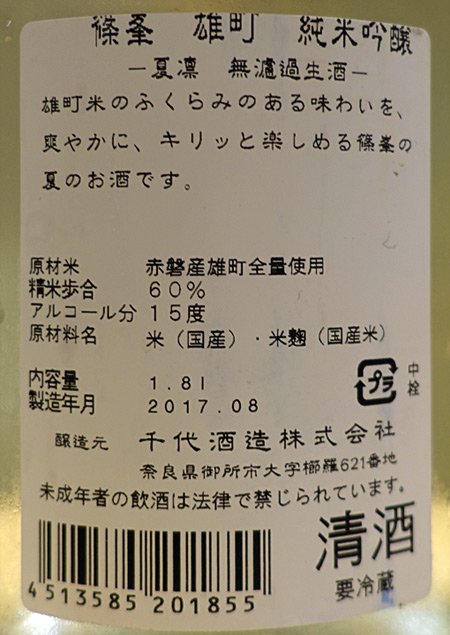 篠峯 雄町 純米吟醸
－夏凛 無濾過生酒－
雄町米のふくらみのある味わいを、
爽やかに、キリッと楽しめる篠峯の
夏のお酒です。
原材米 赤磐産雄町全量使用
精米歩合 60％
アルコール分 15度
原材料名 米（国産）・米麹（国産米）
内容量 1.8l
製造年月 2017.08
プラ
中栓
醸造元 千代酒造株式会社
奈良県御所市大字櫛羅621番地
未成年者の飲酒は法律で禁じられています。
清酒
要冷蔵
4 513585 201855